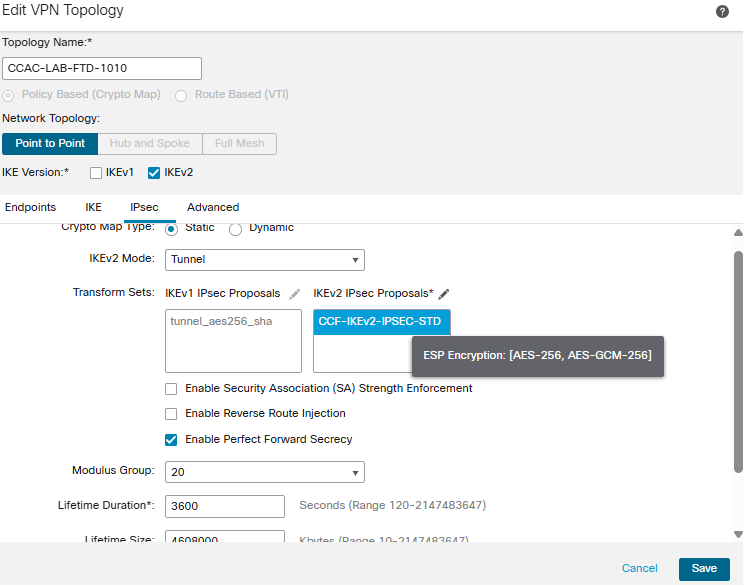 Edit VPN Topology
Topology Name:*
CCAC-LAB-FTD-1010
Policy Based (Crypto Map) Route Based (VTI)
Network Topology:
Point to Point Hub and Spoke Full Mesh
IKE Version:* IKEv1 IKEv2
Endpoints IKE IPsec Advanced
Crypto Map Type: Static Dynamic
IKEv2 Mode: Tunnel
Transform Sets: IKEv1 IPsec Proposals IKEv2 IPsec Proposals*
tunnel_aes256_sha CCF-IKEv2-IPSEC-STD
ESP Encryption: [AES-256, AES-GCM-256]
Enable Security Association (SA) Strength Enforcement
Enable Reverse Route Injection
Enable Perfect Forward Secrecy
Modulus Group: 20
Lifetime Duration*: 3600 Seconds (Range 120-2147483647)
Lifetime Size: 4608000 Kbytes (Range 10-2147483647)
Cancel Save